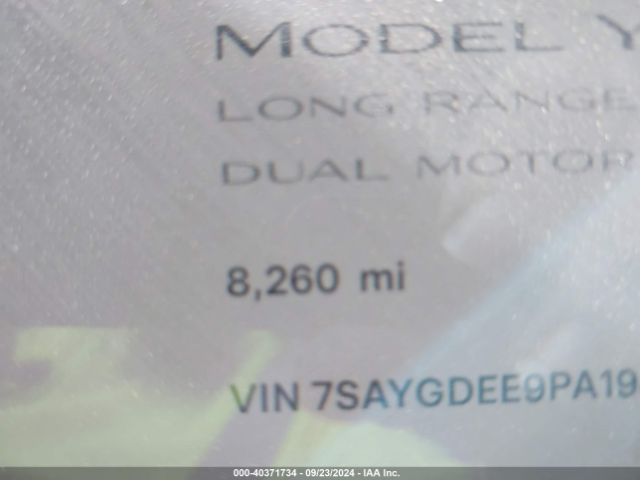 MODEL Y
LONG RANGE
DUAL MOTOR
8,260 mi
VIN 7SAYGDEE9PA19
000-40371734 - 09/23/2024 - IAA Inc.